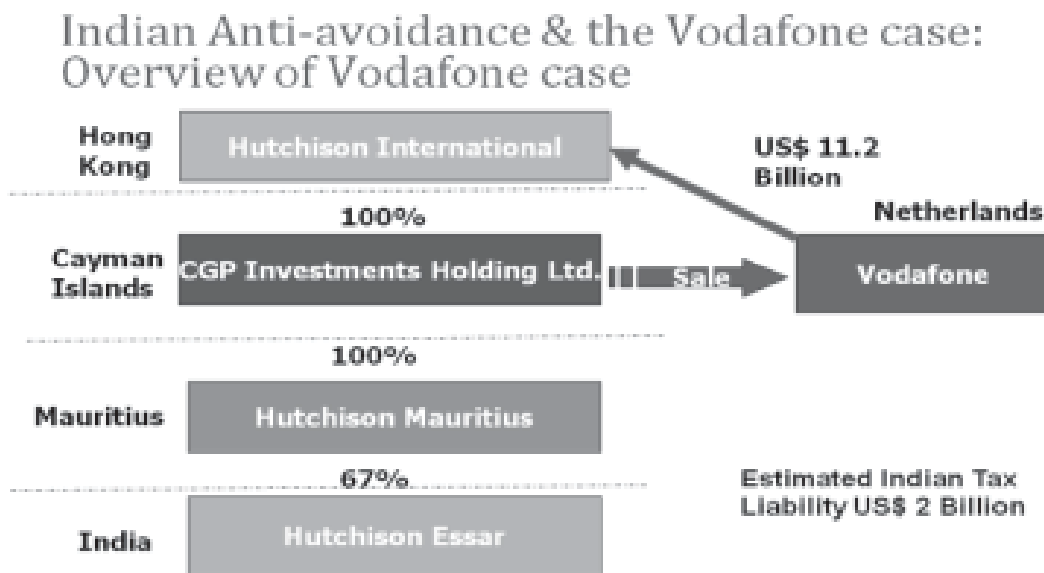 Indian Anti-avoidance & the Vodafone case:
Overview of Vodafone case
Hong
Kong
Hutchison International
US$ 11.2
Billion
100%
Netherlands
Cayman
Islands
CGP Investments Holding Ltd.
Sale
Vodafone
100%
Mauritius
Hutchison Mauritius
67%
Estimated Indian Tax
Liability US$ 2 Billion
India
Hutchison Essar